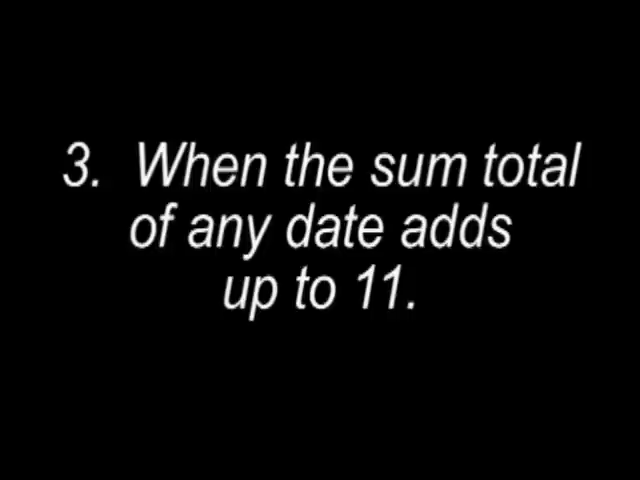 3. When the sum total
of any date adds
up to 11.